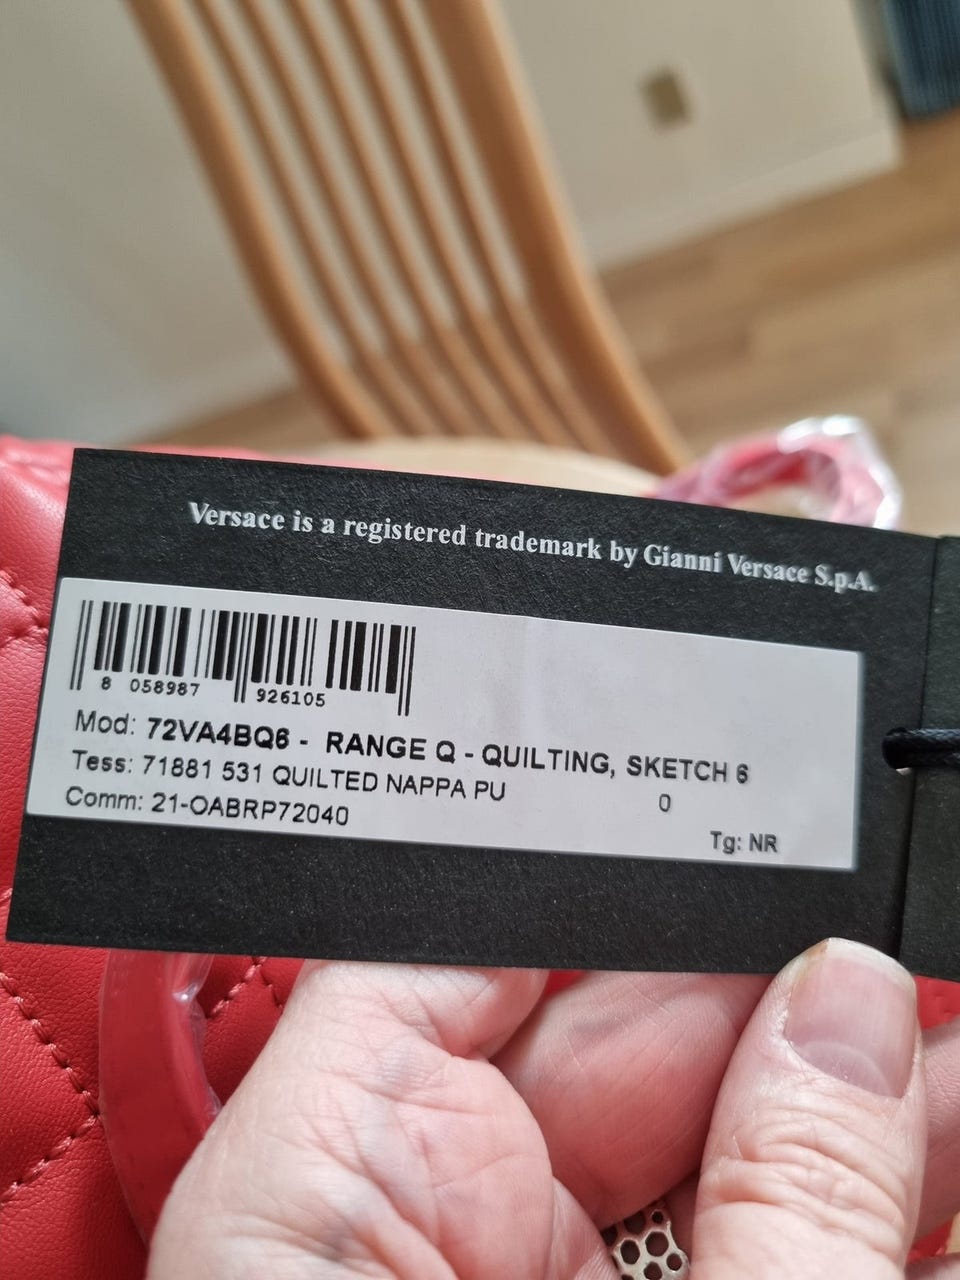 Versace is a registered trademark by Gianni Versace S.p.A.
8 058987 926105
Mod: 72VA4BQ6 - RANGE Q - QUILTING, SKETCH 6
Tess: 71881 531 QUILTED NAPPA PU 0
Comm: 21-OABRP72040
Tg: NR